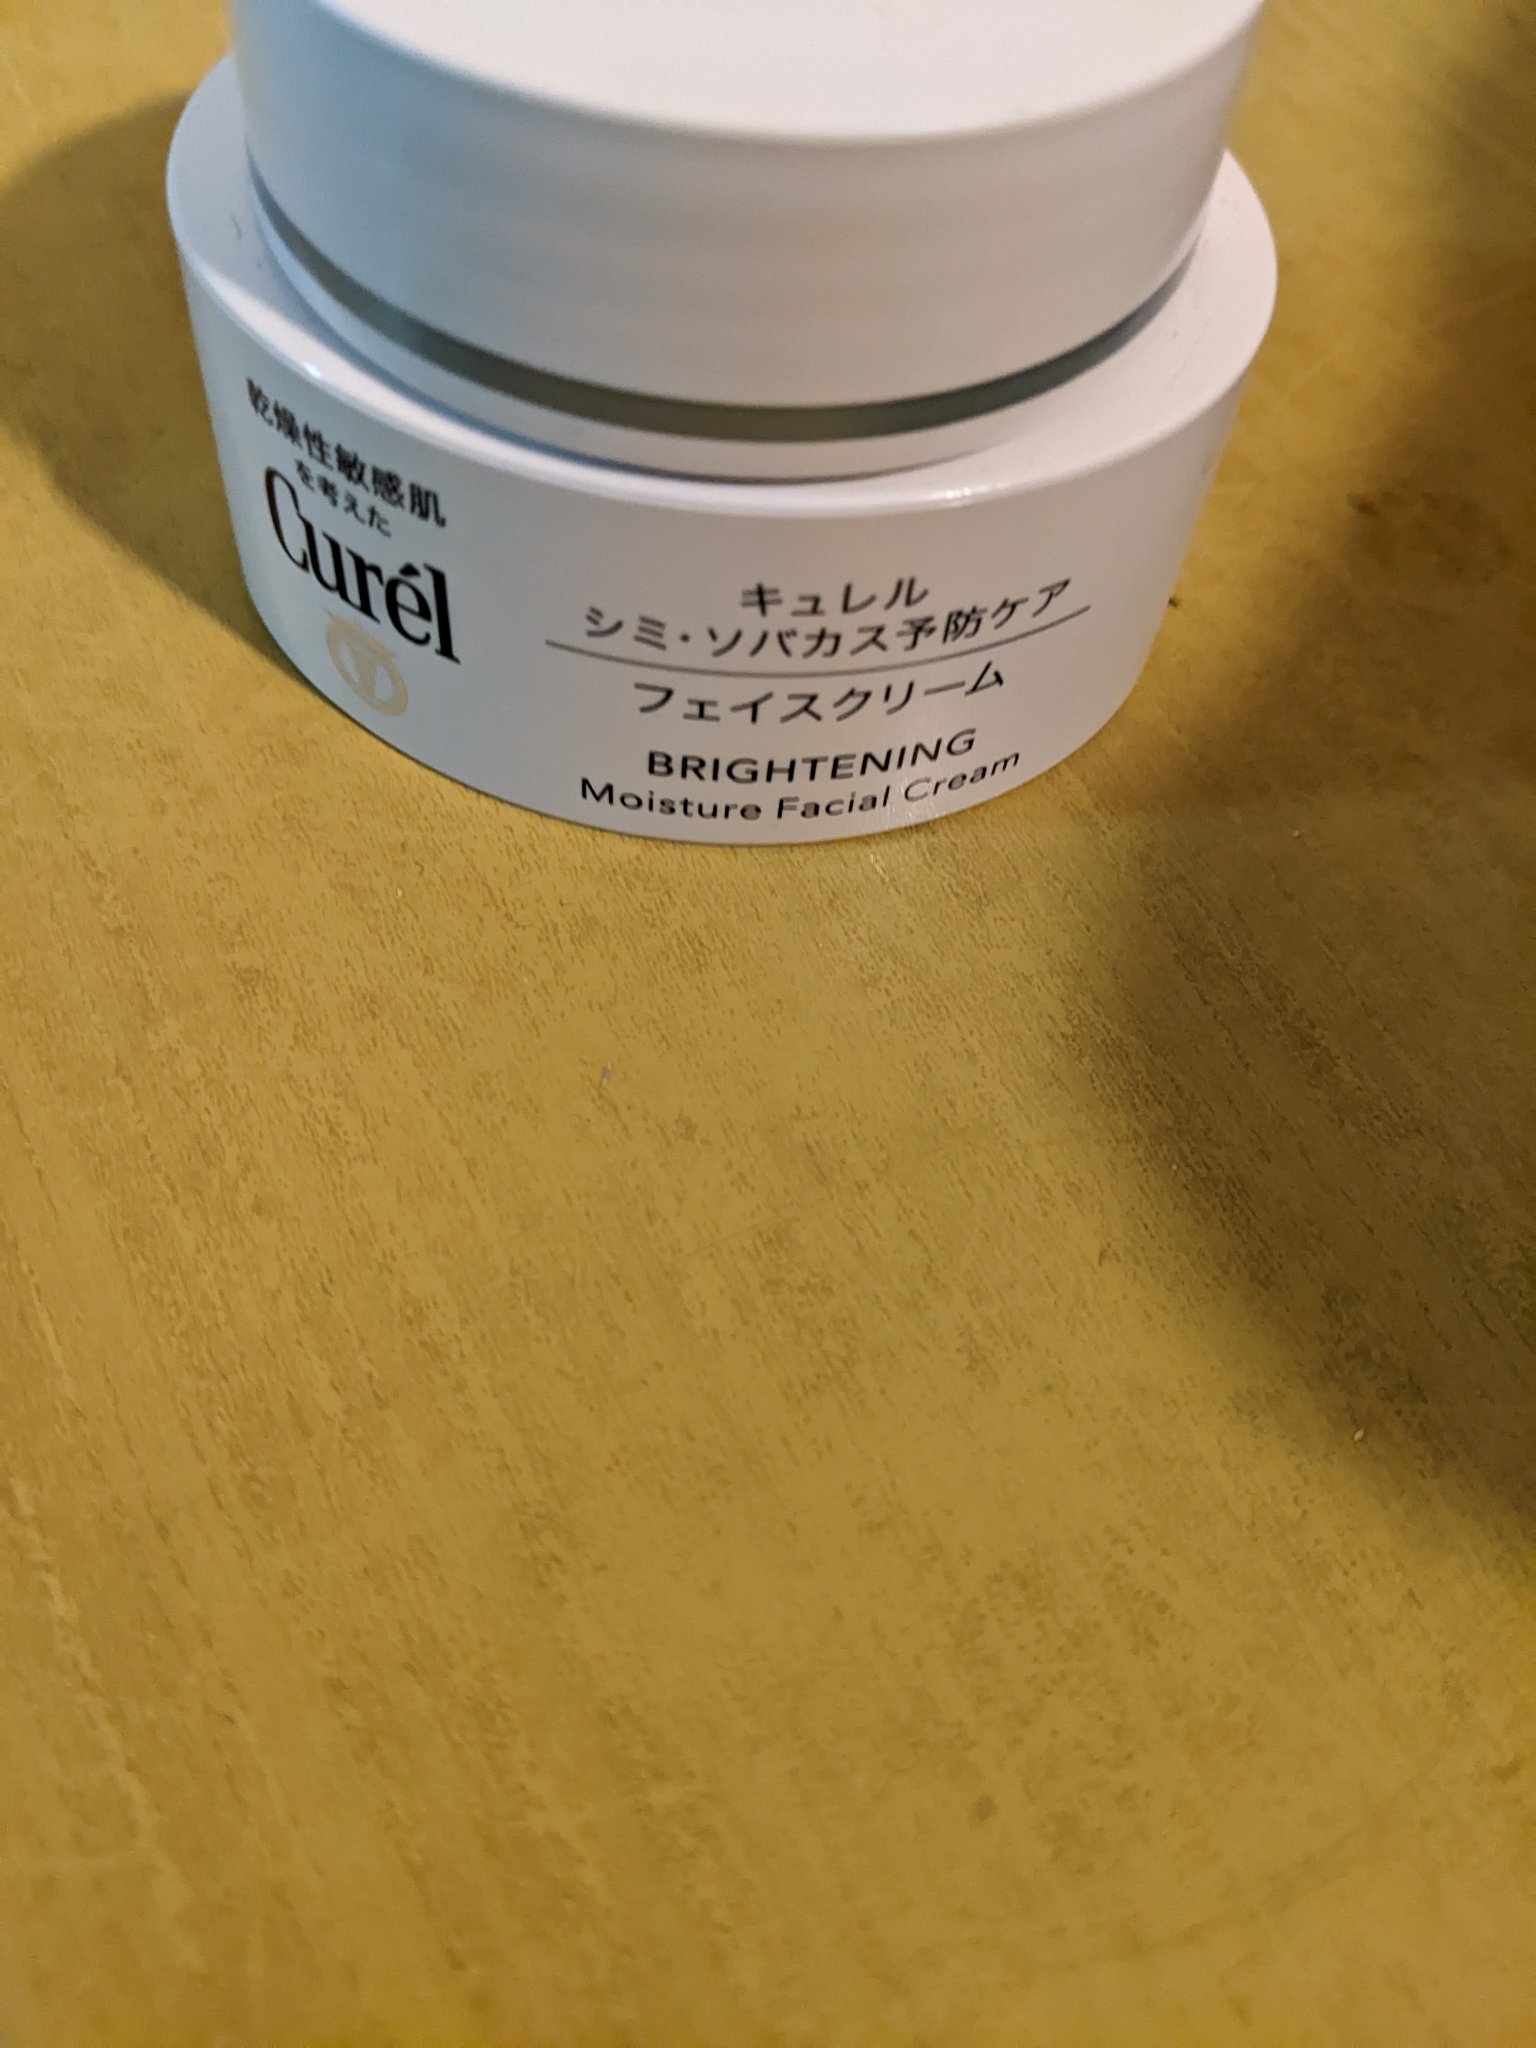 乾燥性敏感肌
を考えた
Curél
キュレル
シミ・ソバカス予防ケア
フェイスクリーム
BRIGHTENING
Moisture Facial Cream